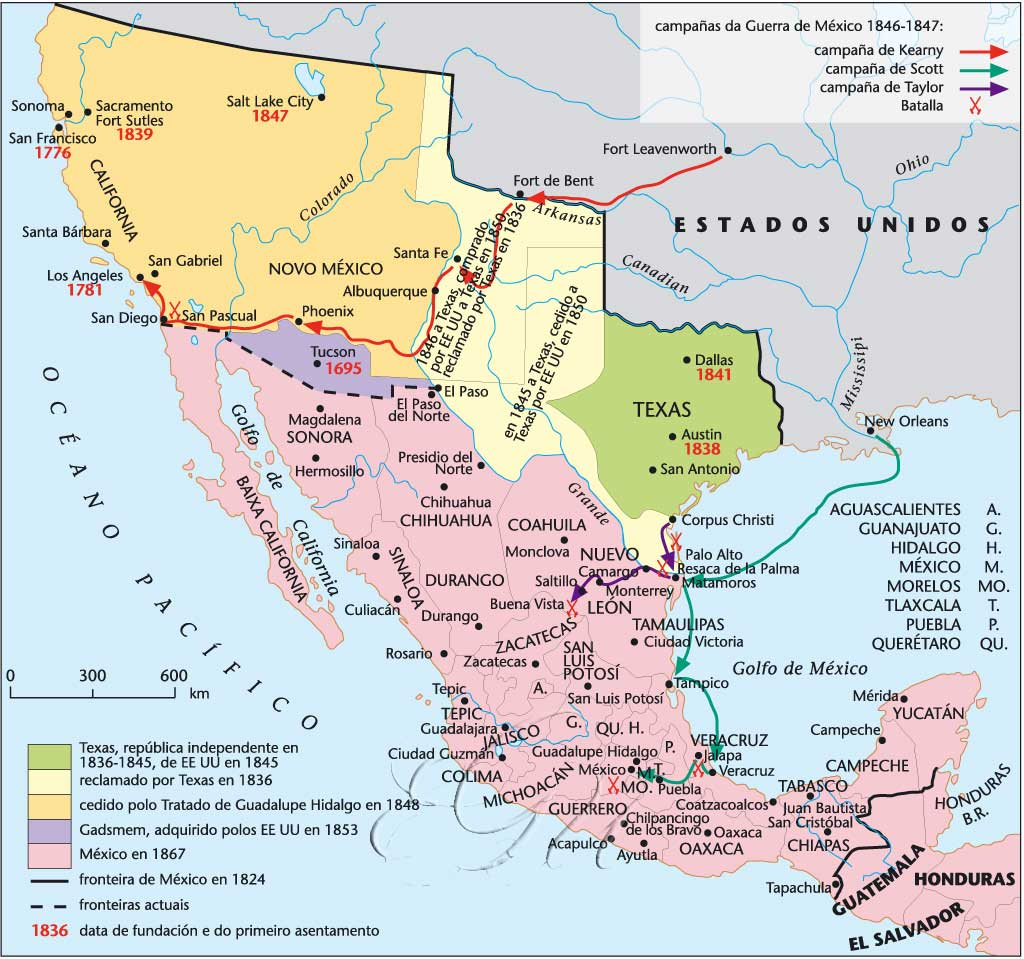 campañas da Guerra de México 1846-1847:
campaña de Kearny
campaña de Scott
campaña de Taylor
Batalla
Sonoma
Sacramento
Fort Sutles
1839
San Francisco
1776
Salt Lake City
1847
CALIFORNIA
Colorado
Fort Leavenworth
Ohio
Fort de Bent
Arkansas
ESTADOS UNIDOS
Santa Bárbara
San Gabriel
Los Angeles
1781
NOVO MÉXICO
Santa Fe
Albuquerque
Canadian
San Diego
San Pascual
Phoenix
1846 a Texas, comprado
por EE UU a Texas en 1850
reclamado por Texas en 1836
en 1845 a Texas, cedido a
Texas por EE UU en 1850
Tucson
1695
El Paso
El Paso
del Norte
Dallas
1841
TEXAS
Austin
1838
San Antonio
Mississipi
New Orleans
OCÉANO PACÍFICO
Golfo de California
BAIXA CALIFORNIA
Magdalena
SONORA
Hermosillo
Presidio del
Norte
Chihuahua
CHIHUAHUA
Grande
Corpus Christi
COAHUILA
Monclova
NUEVO
LEÓN
Camargo
Palo Alto
Resaca de la Palma
Matamoros
Sinaloa
SINALOA
DURANGO
Saltillo
Monterrey
Buena Vista
Culiacán
Durango
ZACATECAS
TAMAULIPAS
Ciudad Victoria
Rosario
Zacatecas
SAN
LUIS
POTOSÍ
San Luis Potosí
Golfo de México
Tampico
AGUASCALIENTES A.
GUANAJUATO G.
HIDALGO H.
MÉXICO M.
MORELOS MO.
TLAXCALA T.
PUEBLA P.
QUERÉTARO QU.
0 300 600
km
Tepic
TEPIC
A.
G.
QU. H.
Guadalajara
JALISCO
Ciudad Guzmán
COLIMA
MICHOACÁN
Guadalupe Hidalgo
P.
México
M.
T.
MO.
Puebla
VERACRUZ
Jalapa
Veracruz
GUERRERO
Chilpancingo
de los Bravo
Acapulco
Ayutla
Oaxaca
OAXACA
Coatzacoalcos
TABASCO
Juan Bautista
San Cristóbal
CHIAPAS
Tapachula
Mérida
YUCATÁN
Campeche
CAMPECHE
HONDURAS
B.R.
GUATEMALA
HONDURAS
EL SALVADOR
Texas, república independente en
1836-1845, de EE UU en 1845
reclamado por Texas en 1836
cedido polo Tratado de Guadalupe Hidalgo en 1848
Gadsmem, adquirido polos EE UU en 1853
México en 1867
fronteira de México en 1824
fronteiras actuais
1836 data de fundación e do primeiro asentamento